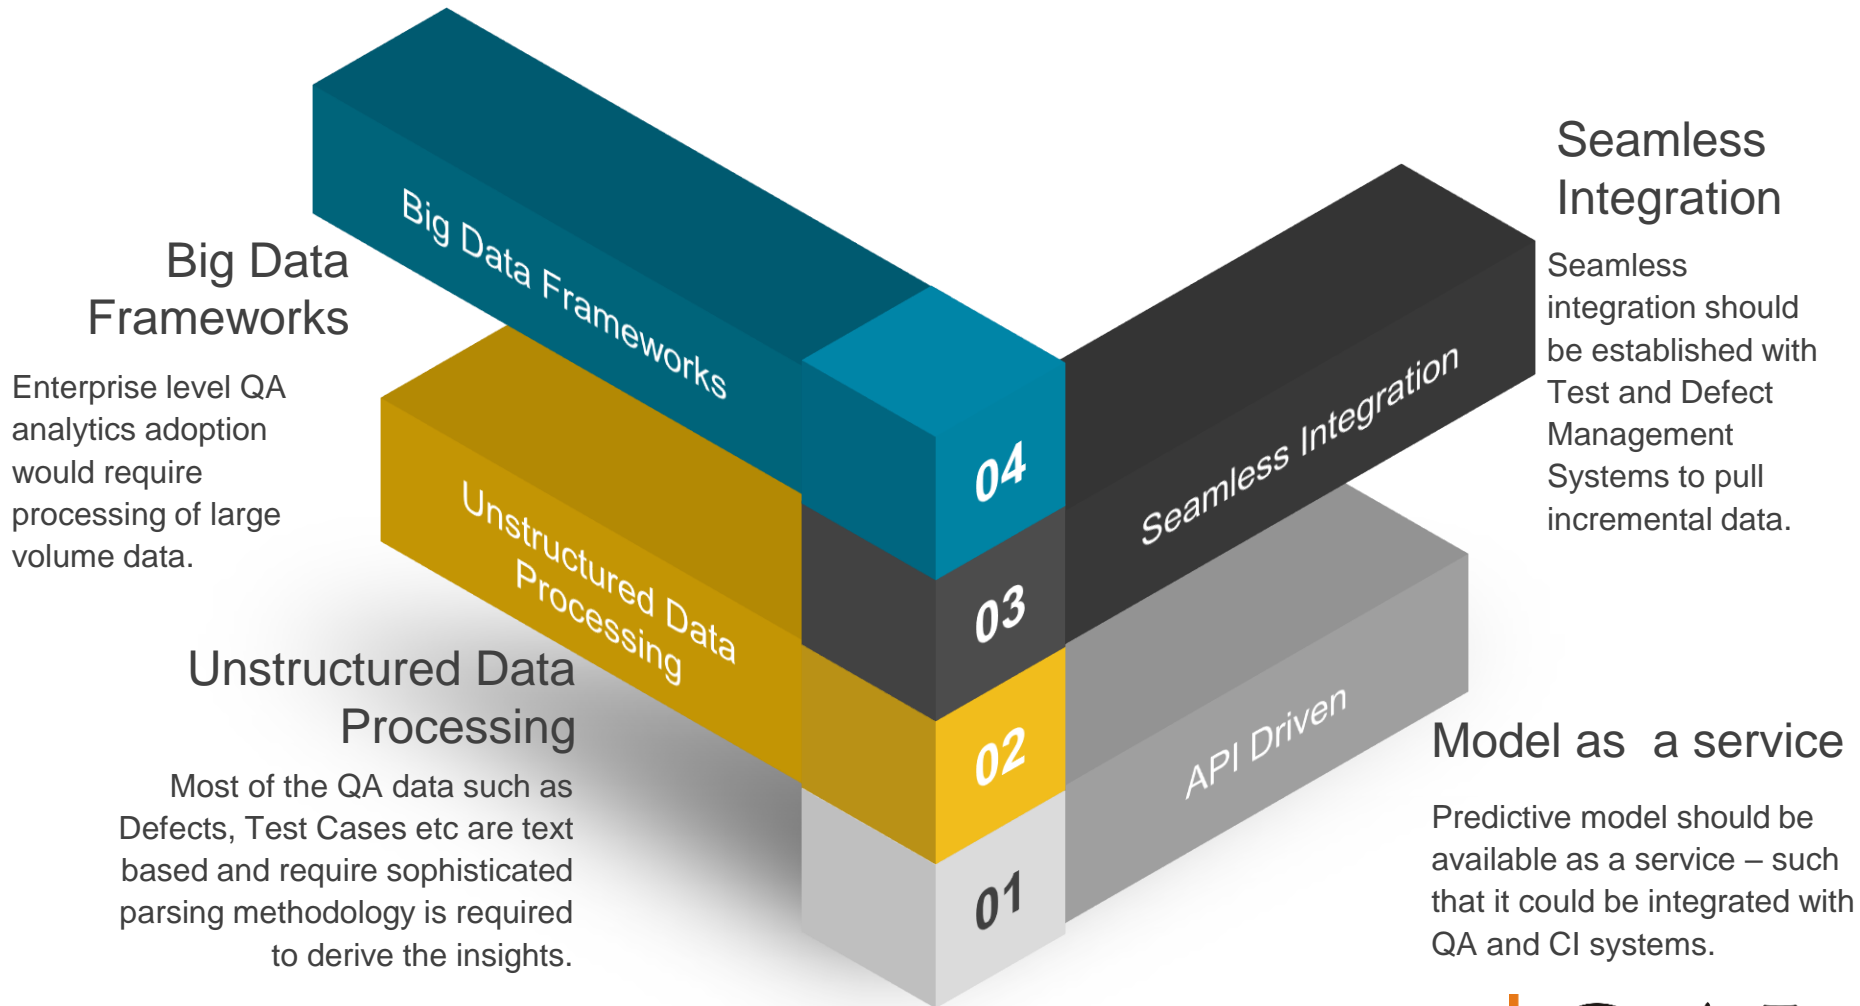 Big Data
Frameworks
Enterprise level QA
analytics adoption
would require
processing of large
volume data.
Unstructured Data
Processing
Most of the QA data such as
Defects, Test Cases etc are text
based and require sophisticated
parsing methodology is required
to derive the insights.
Big Data Frameworks
Unstructured Data
Processing
04
03
02
01
Seamless Integration
API Driven
Seamless
Integration
Seamless
integration should
be established with
Test and Defect
Management
Systems to pull
incremental data.
Model as  a service
Predictive model should be
available as a service – such
that it could be integrated with
QA and CI systems.